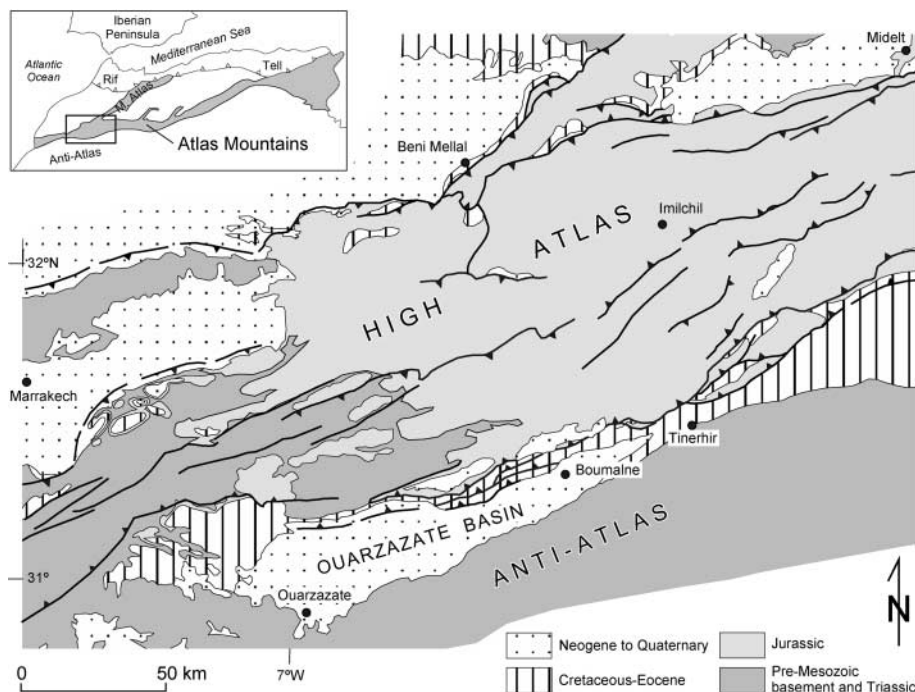 Iberian
Peninsula
Mediterranean Sea
Atlantic
Ocean
Rif
Tell
M. Atlas
Atlas Mountains
Anti-Atlas
Midelt
Beni Mellal
Imilchil
ATLAS
32ºN
HIGH
Marrakech
Tinerhir
Boumalne
OUARZAZATE BASIN
ANTI-ATLAS
31º
Ouarzazate
N
0 50 km
7ºW
Neogene to Quaternary
Jurassic
Cretaceous-Eocene
Pre-Mesozoic
basement and Triassic